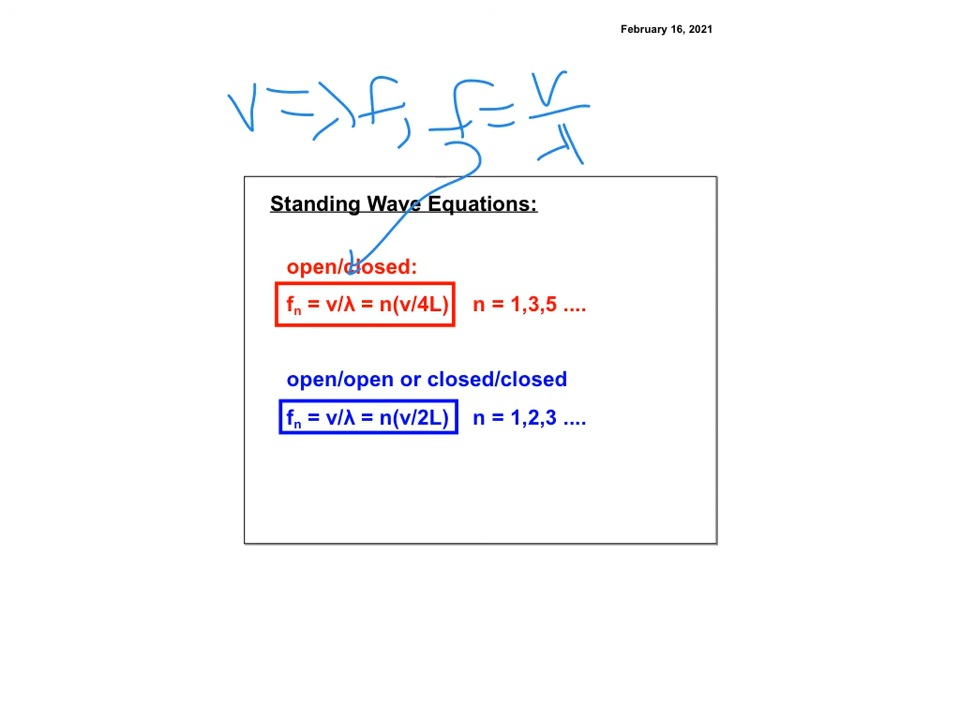 February 16, 2021
v = λf, f = v/λ
Standing Wave Equations:
open/closed:
fn = v/λ = n(v/4L) n = 1,3,5 ....
open/open or closed/closed
fn = v/λ = n(v/2L) n = 1,2,3 ....